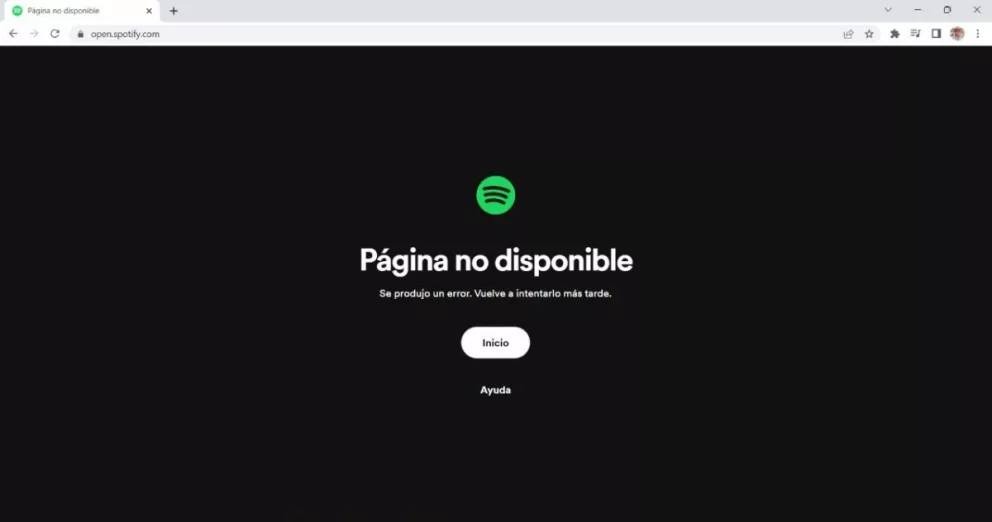 Página no disponible
open.spotify.com
Página no disponible
Se produjo un error. Vuelve a intentarlo más tarde.
Inicio
Ayuda